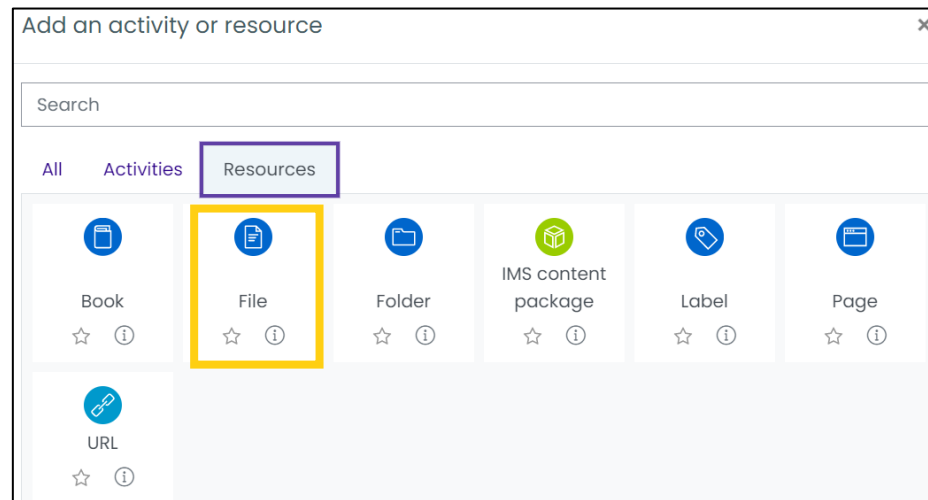 Add an activity or resource
Search
All Activities Resources
Book File Folder IMS content package Label Page
URL